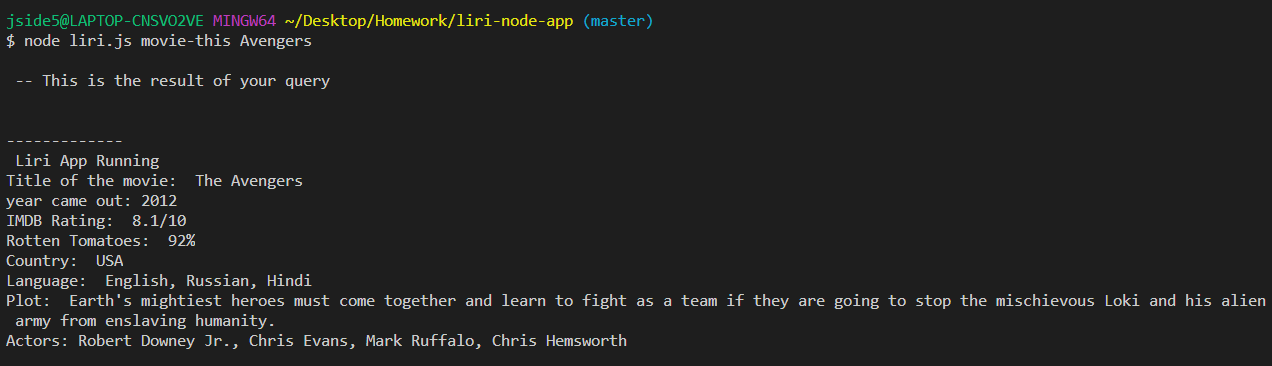 jside5@LAPTOP-CNSVO2VE MINGW64 ~/Desktop/Homework/liri-node-app (master)
$ node liri.js movie-this Avengers
-- This is the result of your query
-------------
Liri App Running
Title of the movie:  The Avengers
year came out: 2012
IMDB Rating:  8.1/10
Rotten Tomatoes:  92%
Country:  USA
Language:  English, Russian, Hindi
Plot:  Earth's mightiest heroes must come together and learn to fight as a team if they are going to stop the mischievous Loki and his alien
army from enslaving humanity.
Actors: Robert Downey Jr., Chris Evans, Mark Ruffalo, Chris Hemsworth